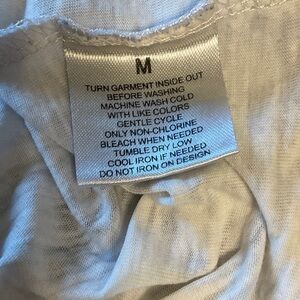 M
TURN GARMENT INSIDE OUT
BEFORE WASHING
MACHINE WASH COLD
WITH LIKE COLORS
GENTLE CYCLE
ONLY NON-CHLORINE
BLEACH WHEN NEEDED
TUMBLE DRY LOW
COOL IRON IF NEEDED
DO NOT IRON ON DESIGN